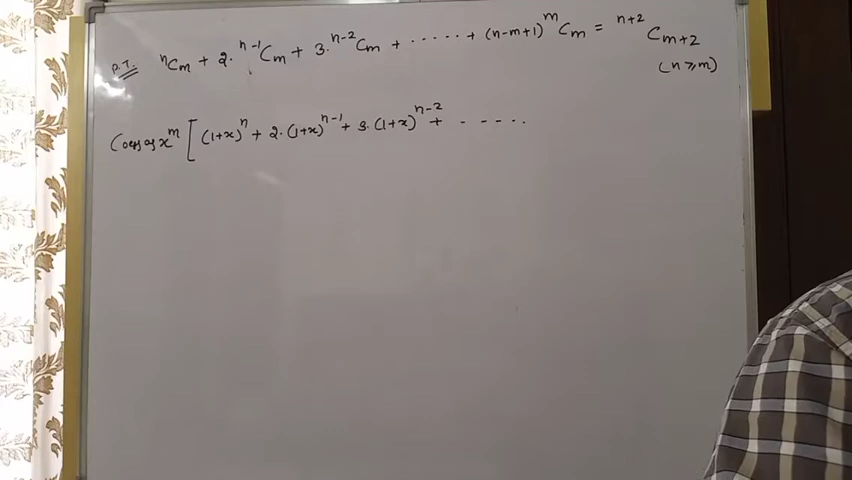 P.T. ⁿCₘ + 2. ⁿ⁻¹Cₘ + 3. ⁿ⁻²Cₘ + ...... + (n-m+1) ᵐCₘ = ⁿ⁺²Cₘ₊₂
(n ≥ m)
Coeff of xᵐ [ (1+x)ⁿ + 2.(1+x)ⁿ⁻¹ + 3.(1+x)ⁿ⁻² + ......